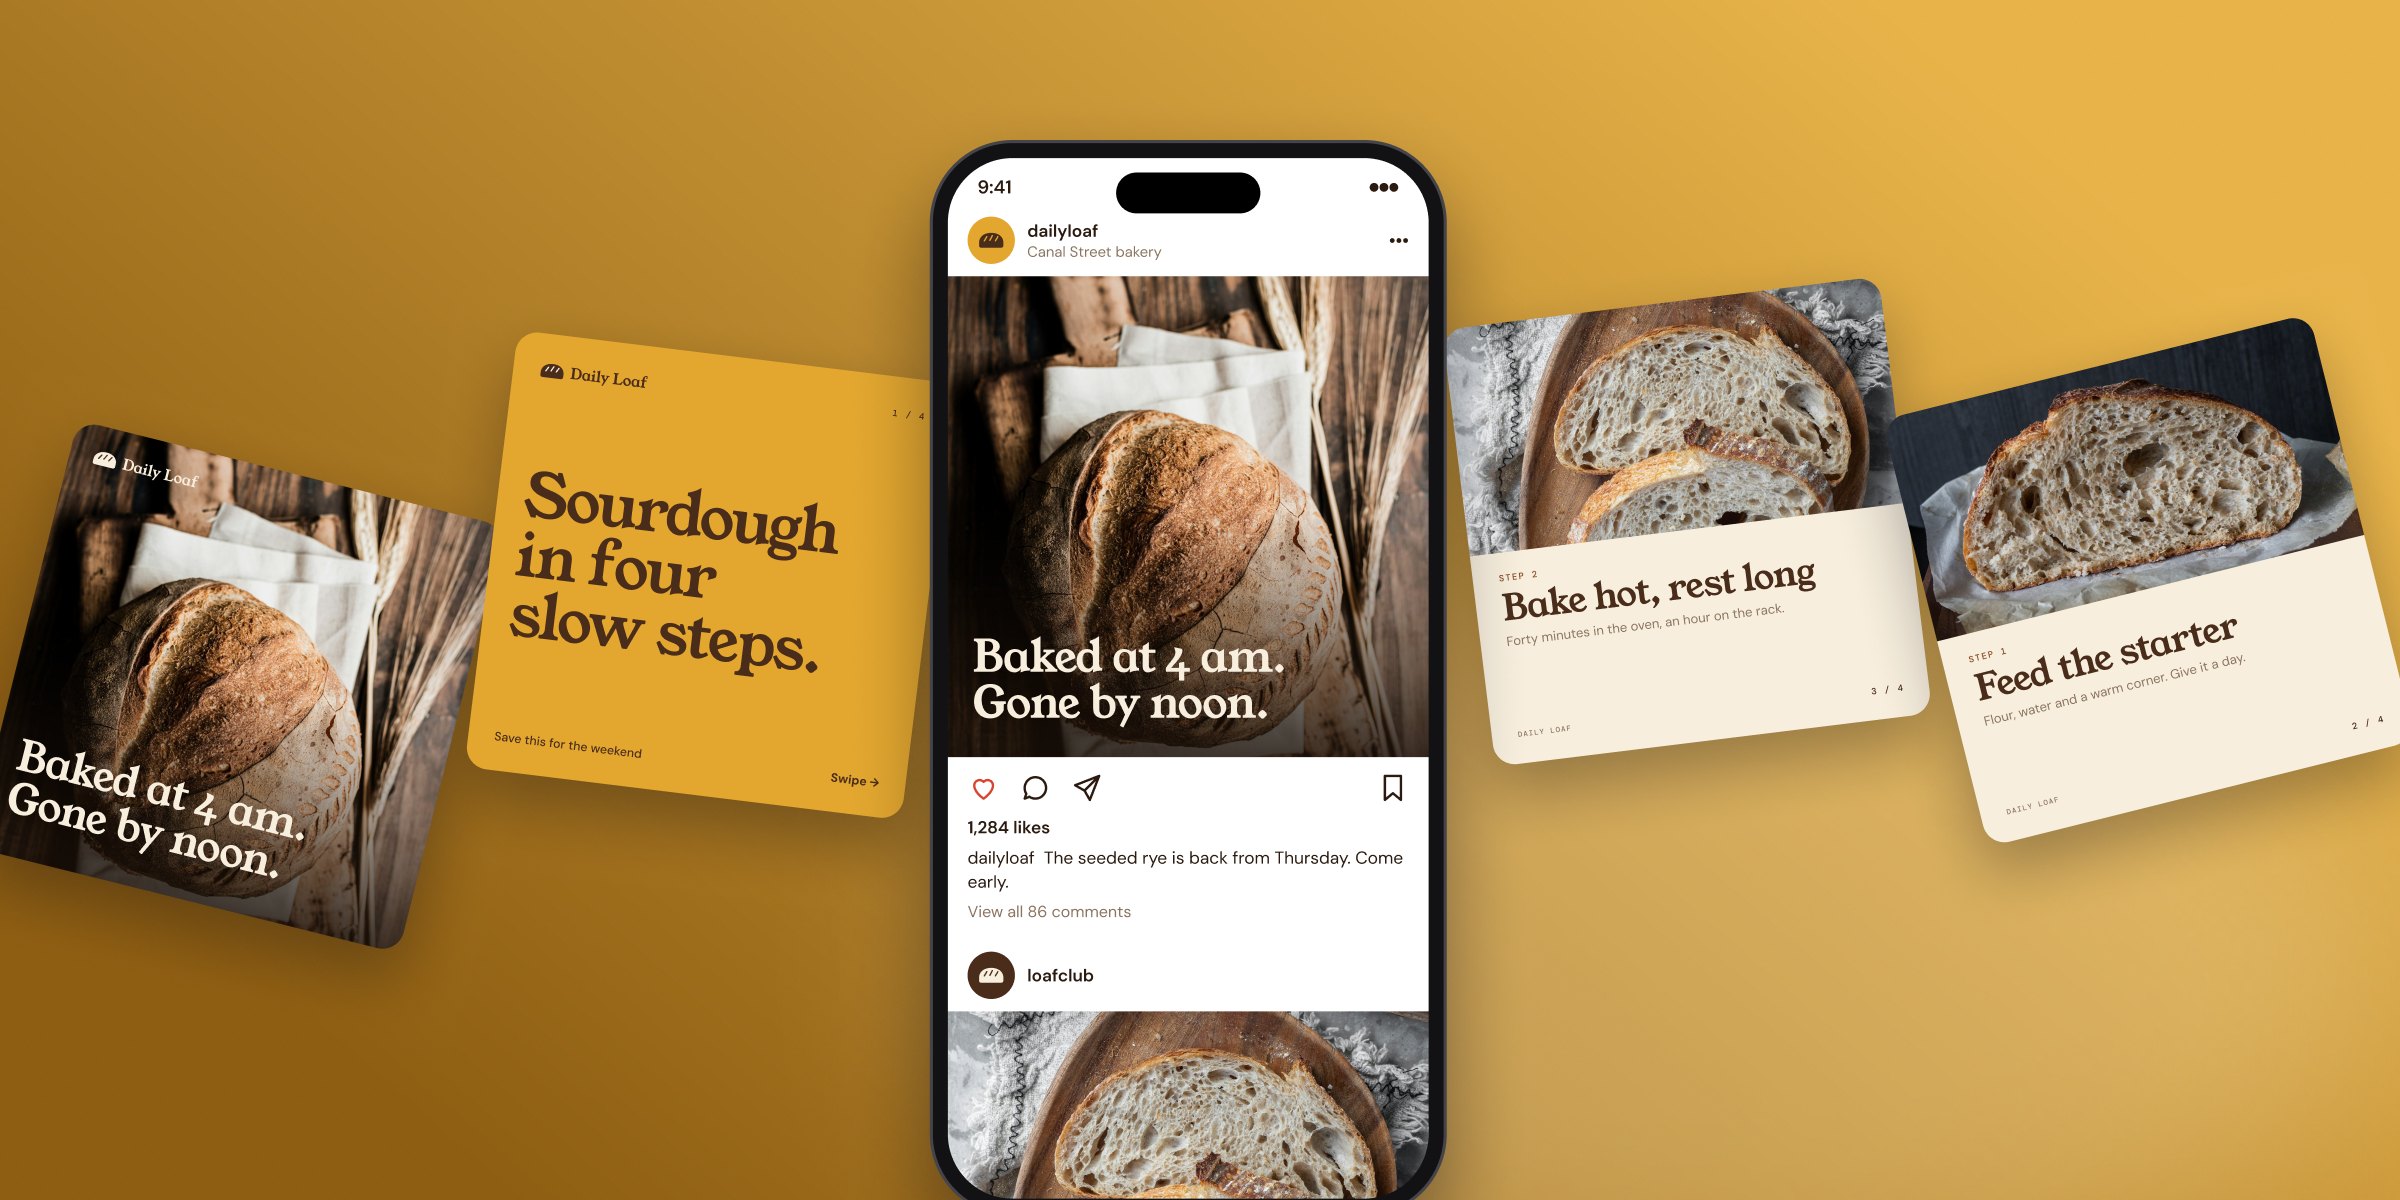 Daily Loaf
Baked at 4 am.
Gone by noon.
Daily Loaf
1 / 4
Sourdough
in four
slow steps.
Save this for the weekend
Swipe →
9:41
dailyloaf
Canal Street bakery
Baked at 4 am.
Gone by noon.
1,284 likes
dailyloaf The seeded rye is back from Thursday. Come
early.
View all 86 comments
loafclub
STEP 2
Bake hot, rest long
Forty minutes in the oven, an hour on the rack.
3 / 4
DAILY LOAF
STEP 1
Feed the starter
Flour, water and a warm corner. Give it a day.
2 / 4
DAILY LOAF